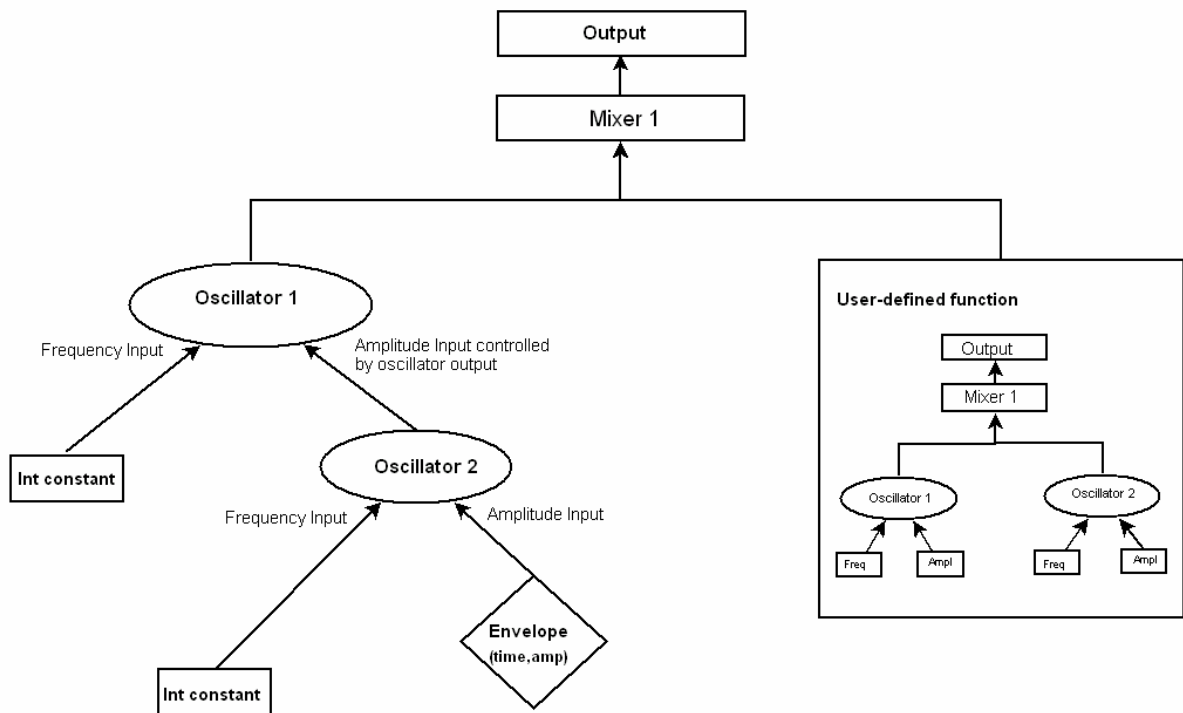 Output
Mixer 1
Oscillator 1
Frequency Input
Amplitude Input controlled
by oscillator output
Int constant
Oscillator 2
Frequency Input
Amplitude Input
Int constant
Envelope
(time,amp)
User-defined function
Output
Mixer 1
Oscillator 1
Oscillator 2
Freq
Ampl
Freq
Ampl